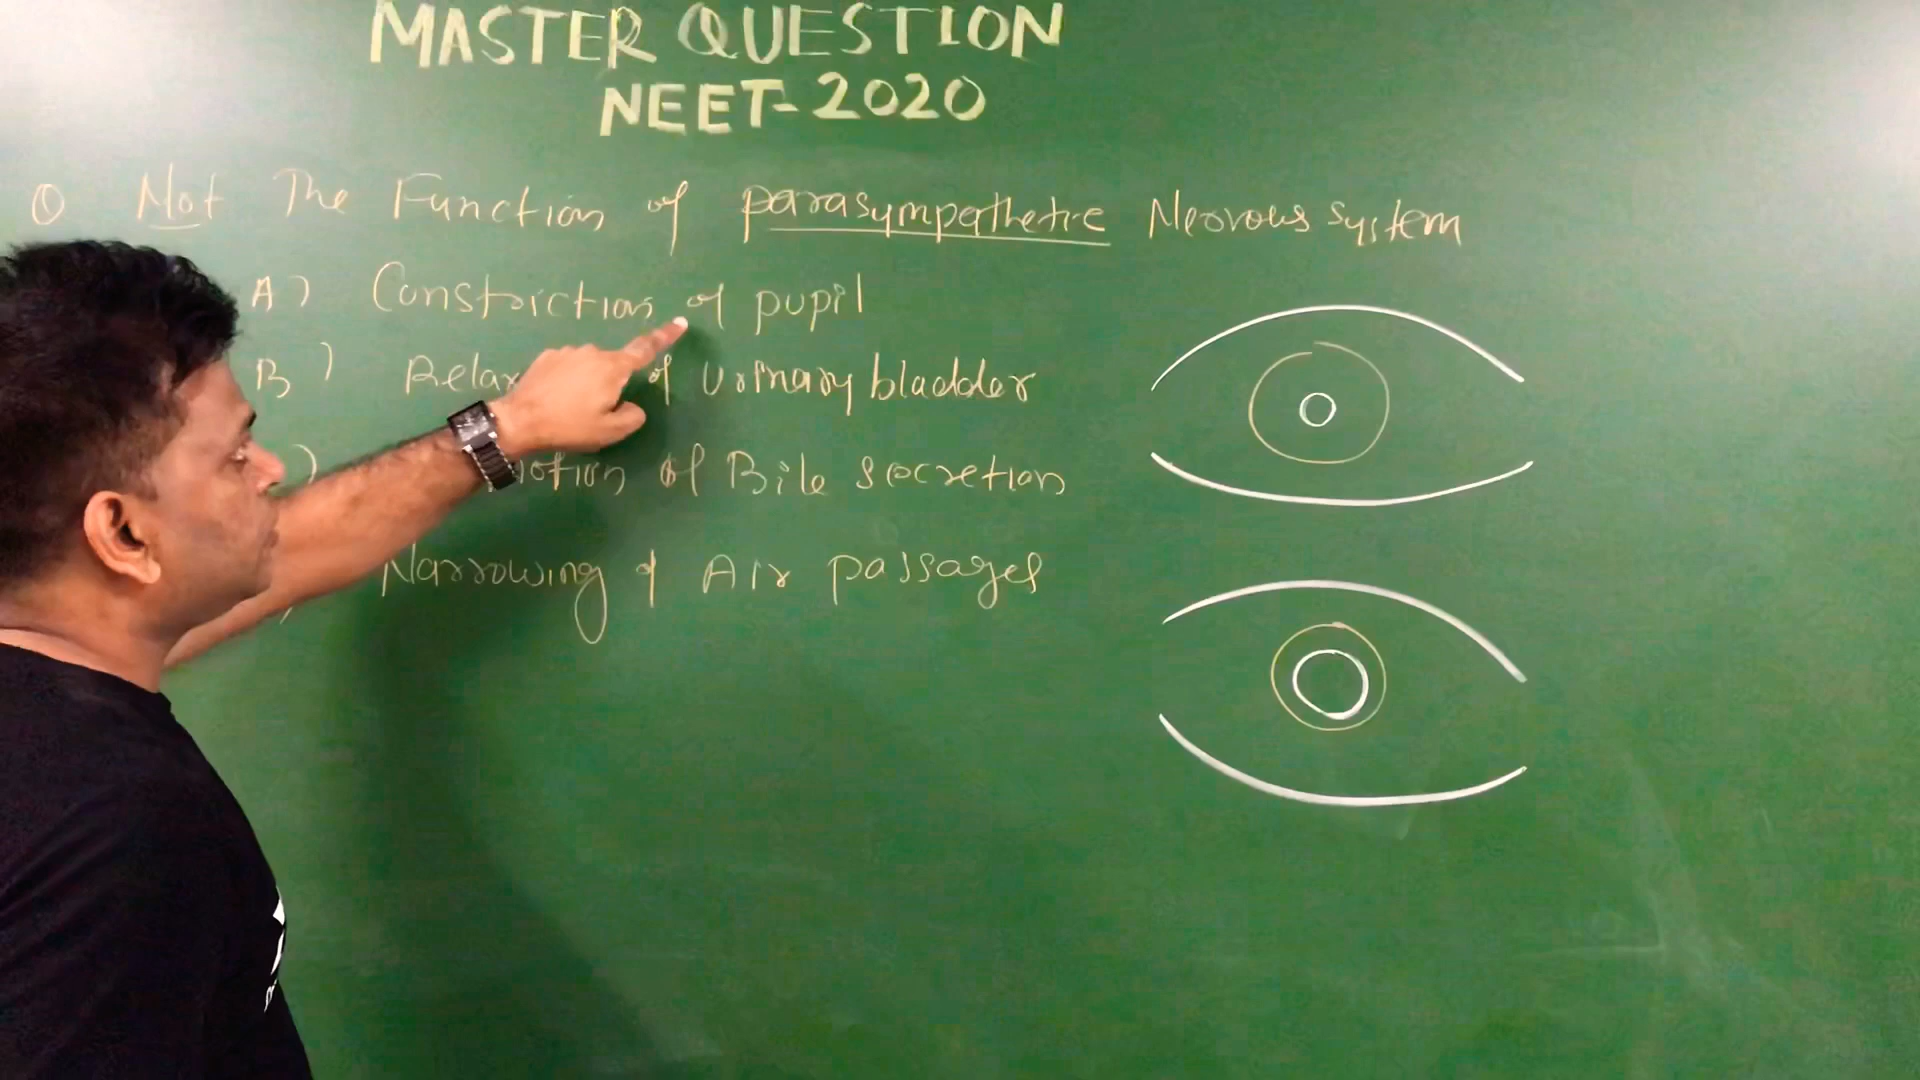 MASTER QUESTION
NEET-2020
Q Not The Function of parasympathetic Nervous system
A) Constriction of pupil
B) of Urinary bladder
) of Bile secretion
Narrowing of Air passages